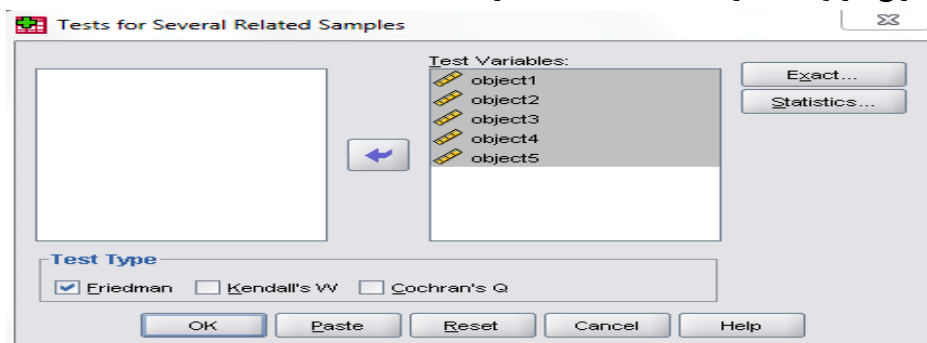 Tests for Several Related Samples
Test Variables:
object1
object2
object3
object4
object5
Exact...
Statistics...
Test Type
Friedman Kendall's W Cochran's Q
OK Paste Reset Cancel Help